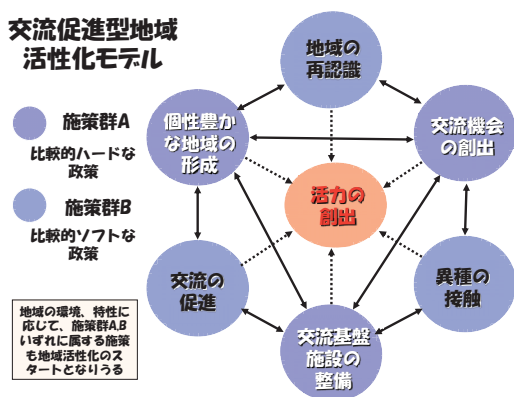 交流促進型地域
活性化モデル
施策群A
比較的ハードな
政策
施策群B
比較的ソフトな
政策
地域の環境、特性に
応じて、施策群A,B
いずれに属する施策
も地域活性化のス
タートとなりうる
地域の
再認識
個性豊か
な地域の
形成
交流機会
の創出
活力の
創出
交流の
促進
異種の
接触
交流基盤
施設の
整備